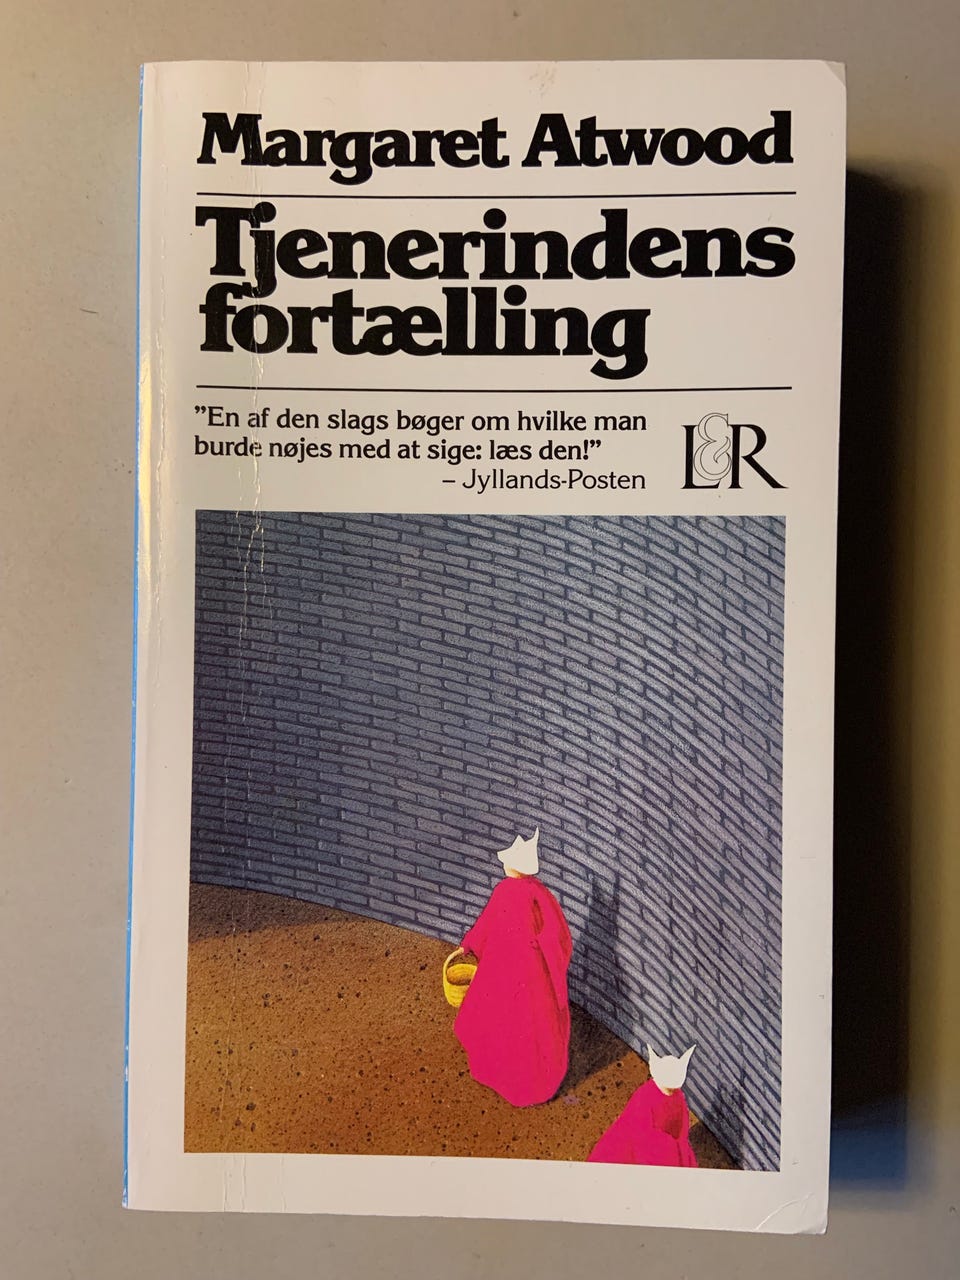 Margaret Atwood
Tjenerindens
fortælling
”En af den slags bøger om hvilke man
burde nøjes med at sige: læs den!”
– Jyllands-Posten
L&R